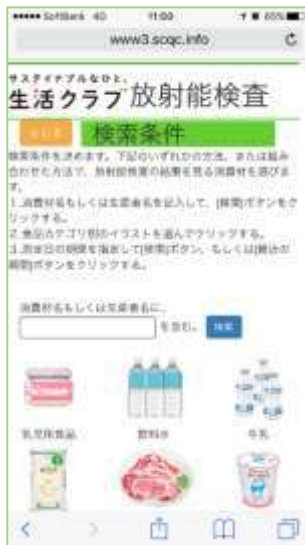 SoftBank 4G 11:00 65%
www3.scqc.info
サステイナブルなひと、
生活クラブ 放射能検査
検索条件
検索条件を決めます。下記のいずれかの方法、または組み
合わせた方法で、放射能検査の結果を見る消費材を選びま
す。
1.消費材名もしくは生産者名を記入して、[検索]ボタンをク
リックする。
2.食品カテゴリ別のイラストを選んでクリックする。
3.測定日の期間を指定して[検索]ボタン、もしくは[最近の
期間]ボタンをクリックする。
消費材名もしくは生産者名に、
を含む。 検索
乳児用食品 飲料水 牛乳